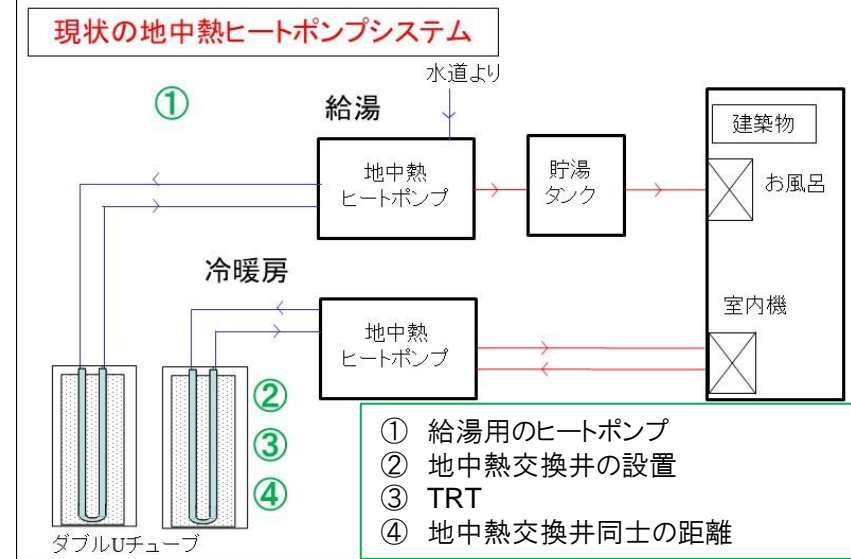 現状の地中熱ヒートポンプシステム
水道より
①
給湯
地中熱
ヒートポンプ
貯湯
タンク
建築物
お風呂
冷暖房
地中熱
ヒートポンプ
室内機
②
③
④
ダブルUチューブ
① 給湯用のヒートポンプ
② 地中熱交換井の設置
③ TRT
④ 地中熱交換井同士の距離